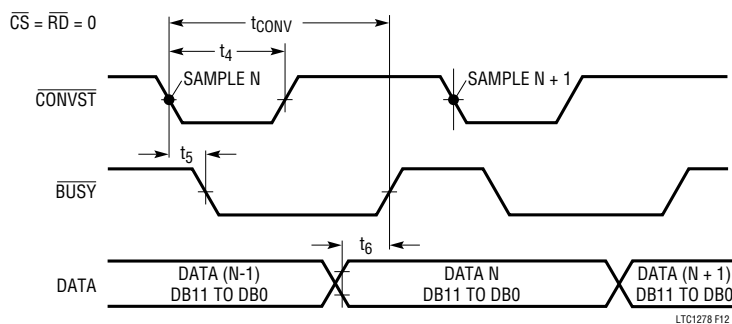 CS̅ = RD̅ = 0
tCONV
t4
SAMPLE N
SAMPLE N + 1
CONVST
t5
BUSY
t6
DATA
DATA (N-1)
DB11 TO DB0
DATA N
DB11 TO DB0
DATA (N + 1)
DB11 TO DB0
LTC1278 F12